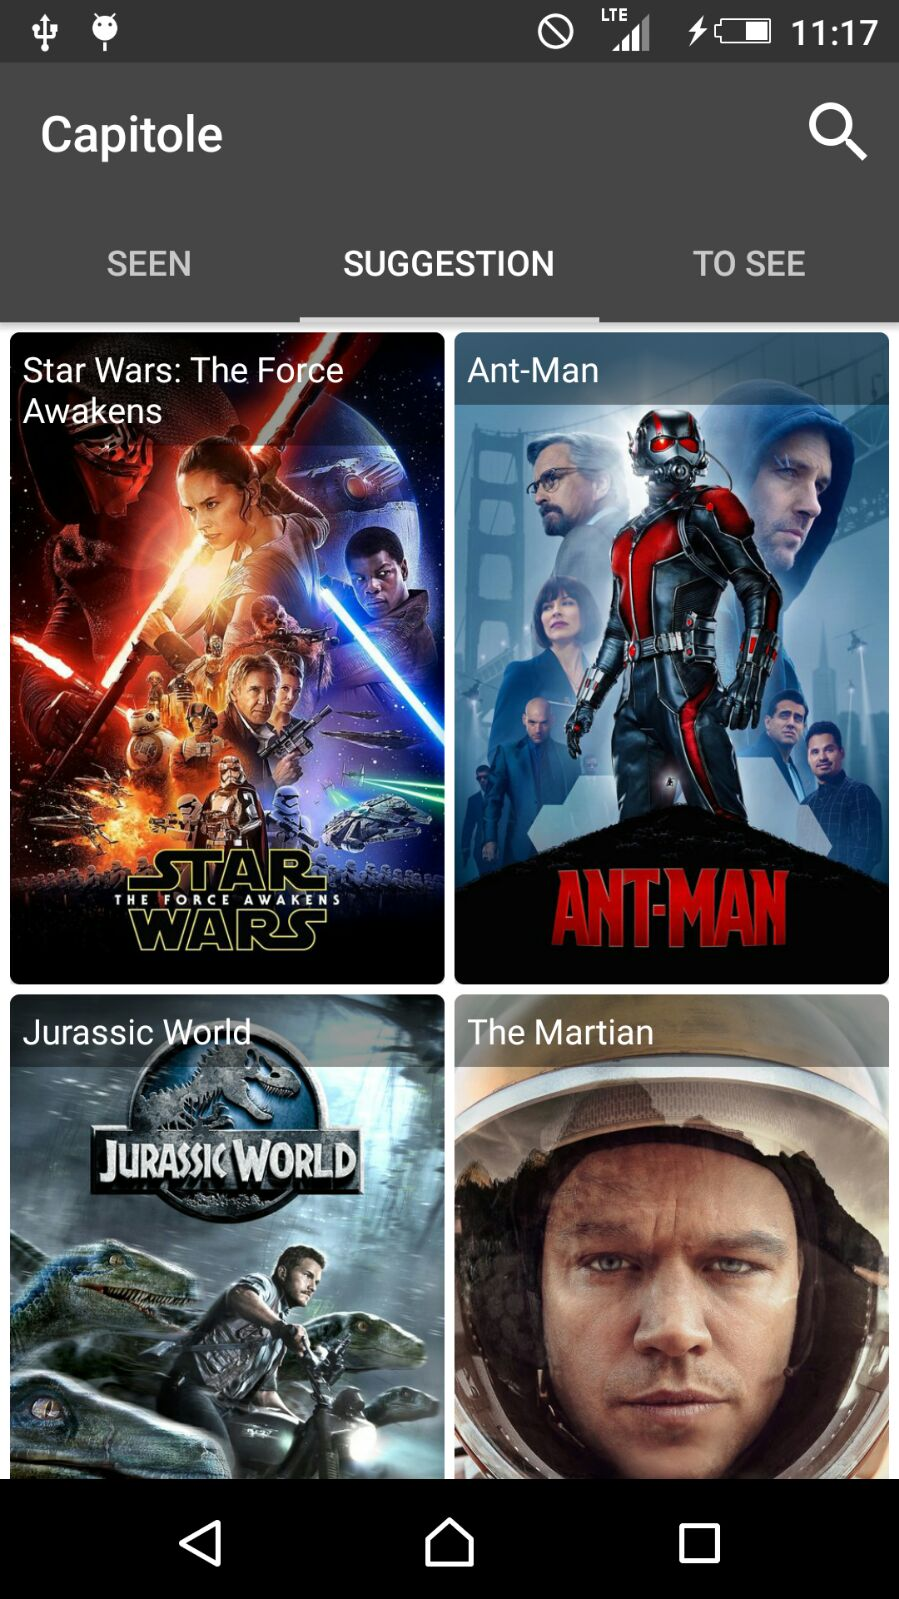 LTE
11:17
Capitole
SEEN
SUGGESTION
TO SEE
Star Wars: The Force
Awakens
STAR
THE FORCE AWAKENS
WARS
Ant-Man
ANT-MAN
Jurassic World
JURASSIC WORLD
The Martian